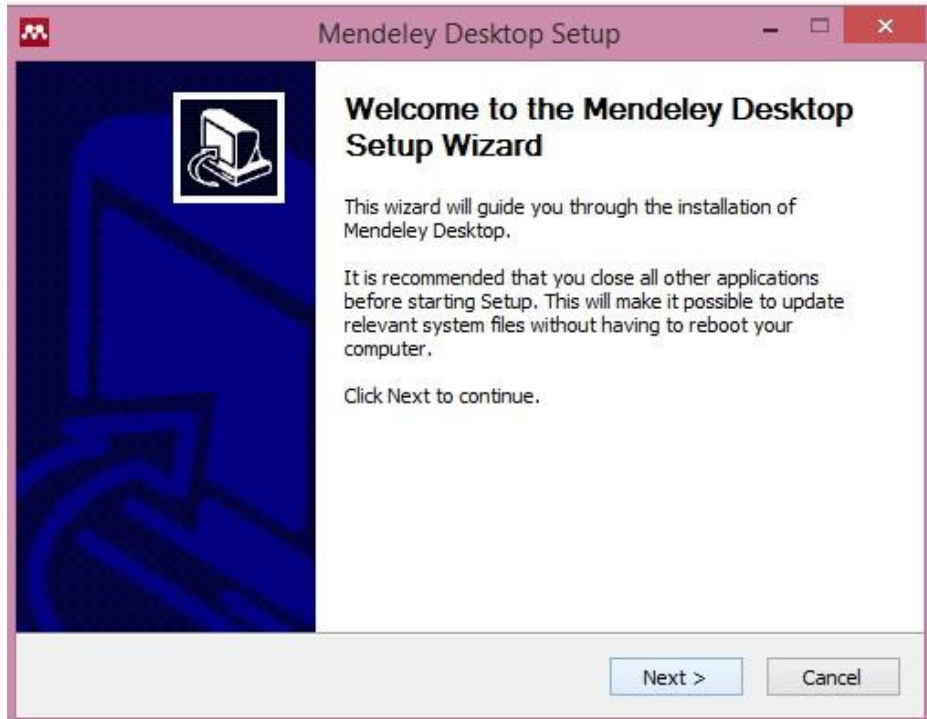 Mendeley Desktop Setup
Welcome to the Mendeley Desktop
Setup Wizard
This wizard will guide you through the installation of
Mendeley Desktop.
It is recommended that you close all other applications
before starting Setup. This will make it possible to update
relevant system files without having to reboot your
computer.
Click Next to continue.
Next >
Cancel